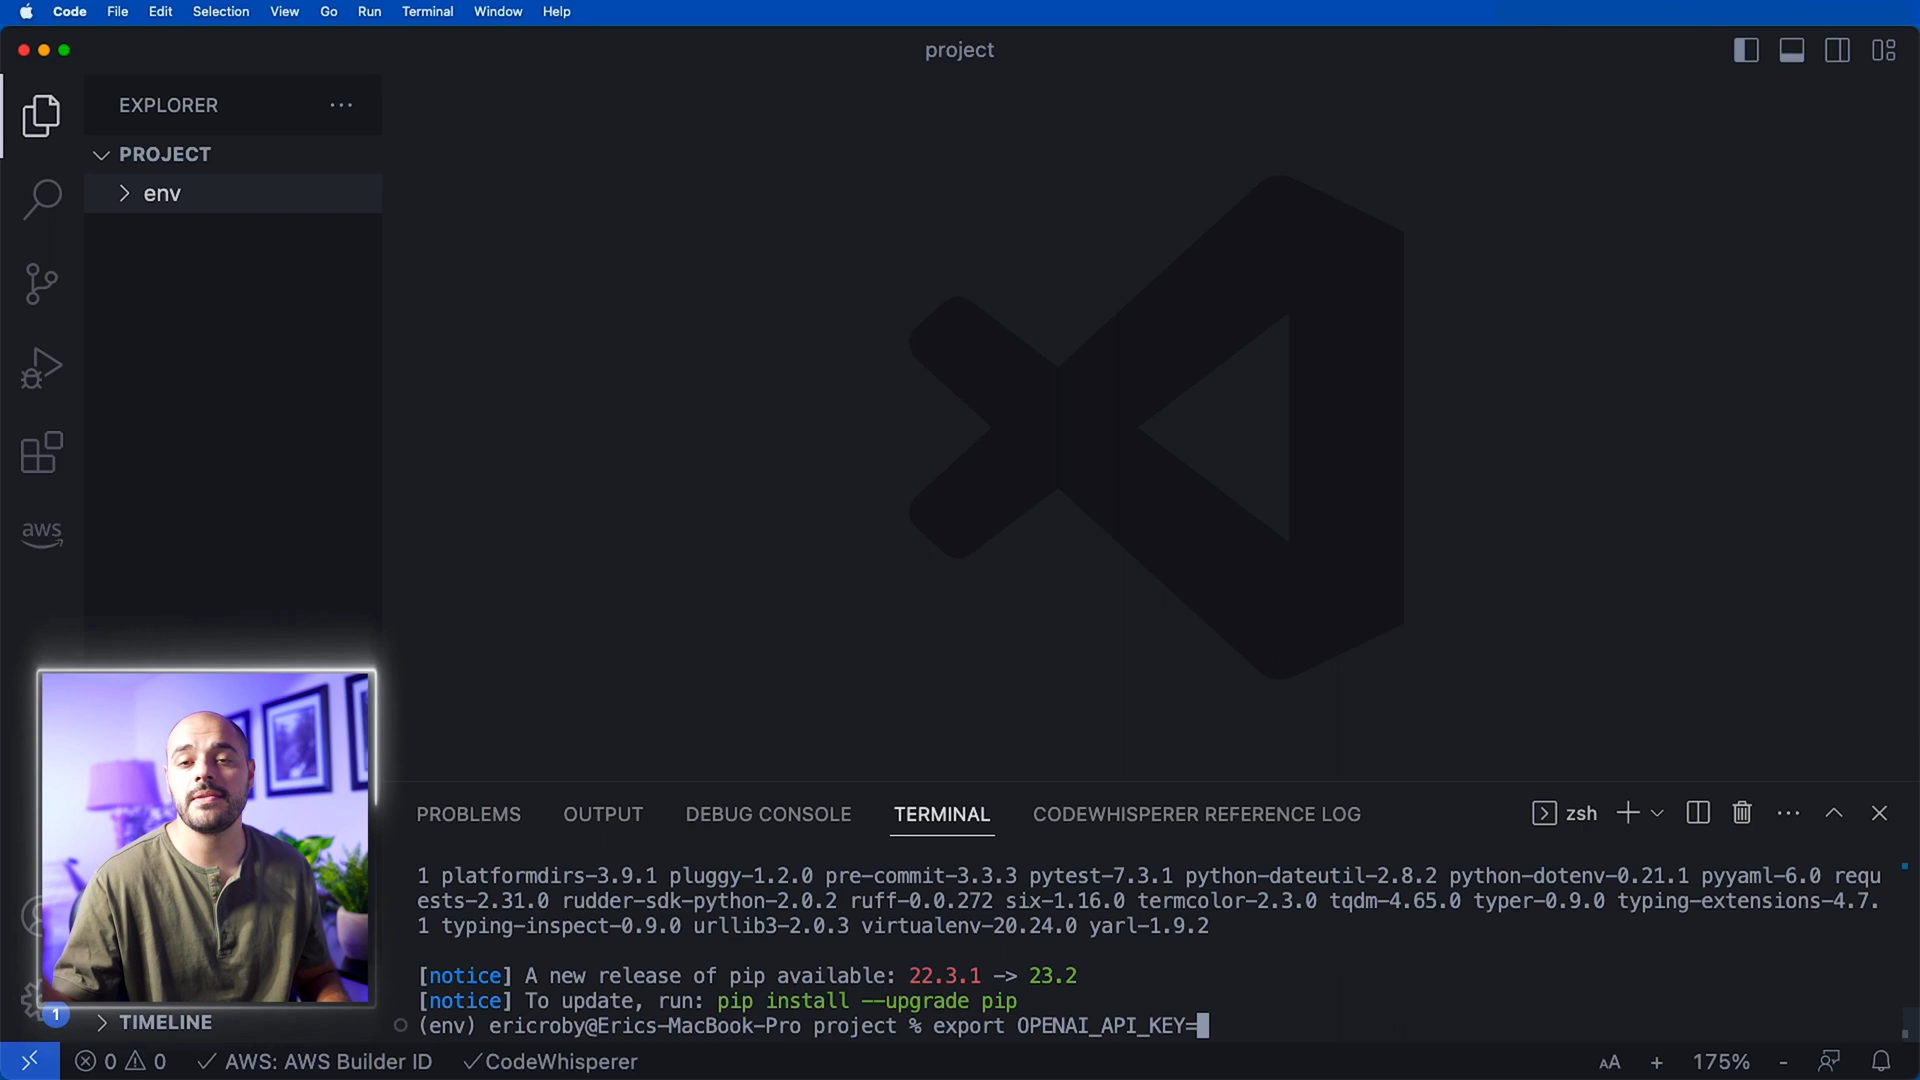 Code File Edit Selection View Go Run Terminal Window Help
project
EXPLORER
PROJECT
env
aws
PROBLEMS OUTPUT DEBUG CONSOLE TERMINAL CODEWHISPERER REFERENCE LOG zsh
1 platformdirs-3.9.1 pluggy-1.2.0 pre-commit-3.3.3 pytest-7.3.1 python-dateutil-2.8.2 python-dotenv-0.21.1 pyyaml-6.0 requ
ests-2.31.0 rudder-sdk-python-2.0.2 ruff-0.0.272 six-1.16.0 termcolor-2.3.0 tqdm-4.65.0 typer-0.9.0 typing-extensions-4.7.
1 typing-inspect-0.9.0 urllib3-2.0.3 virtualenv-20.24.0 yarl-1.9.2
[notice] A new release of pip available: 22.3.1 -> 23.2
[notice] To update, run: pip install --upgrade pip
(env) ericroby@Erics-MacBook-Pro project % export OPENAI_API_KEY=
1
TIMELINE
0 0 AWS: AWS Builder ID CodeWhisperer AA + 175% -